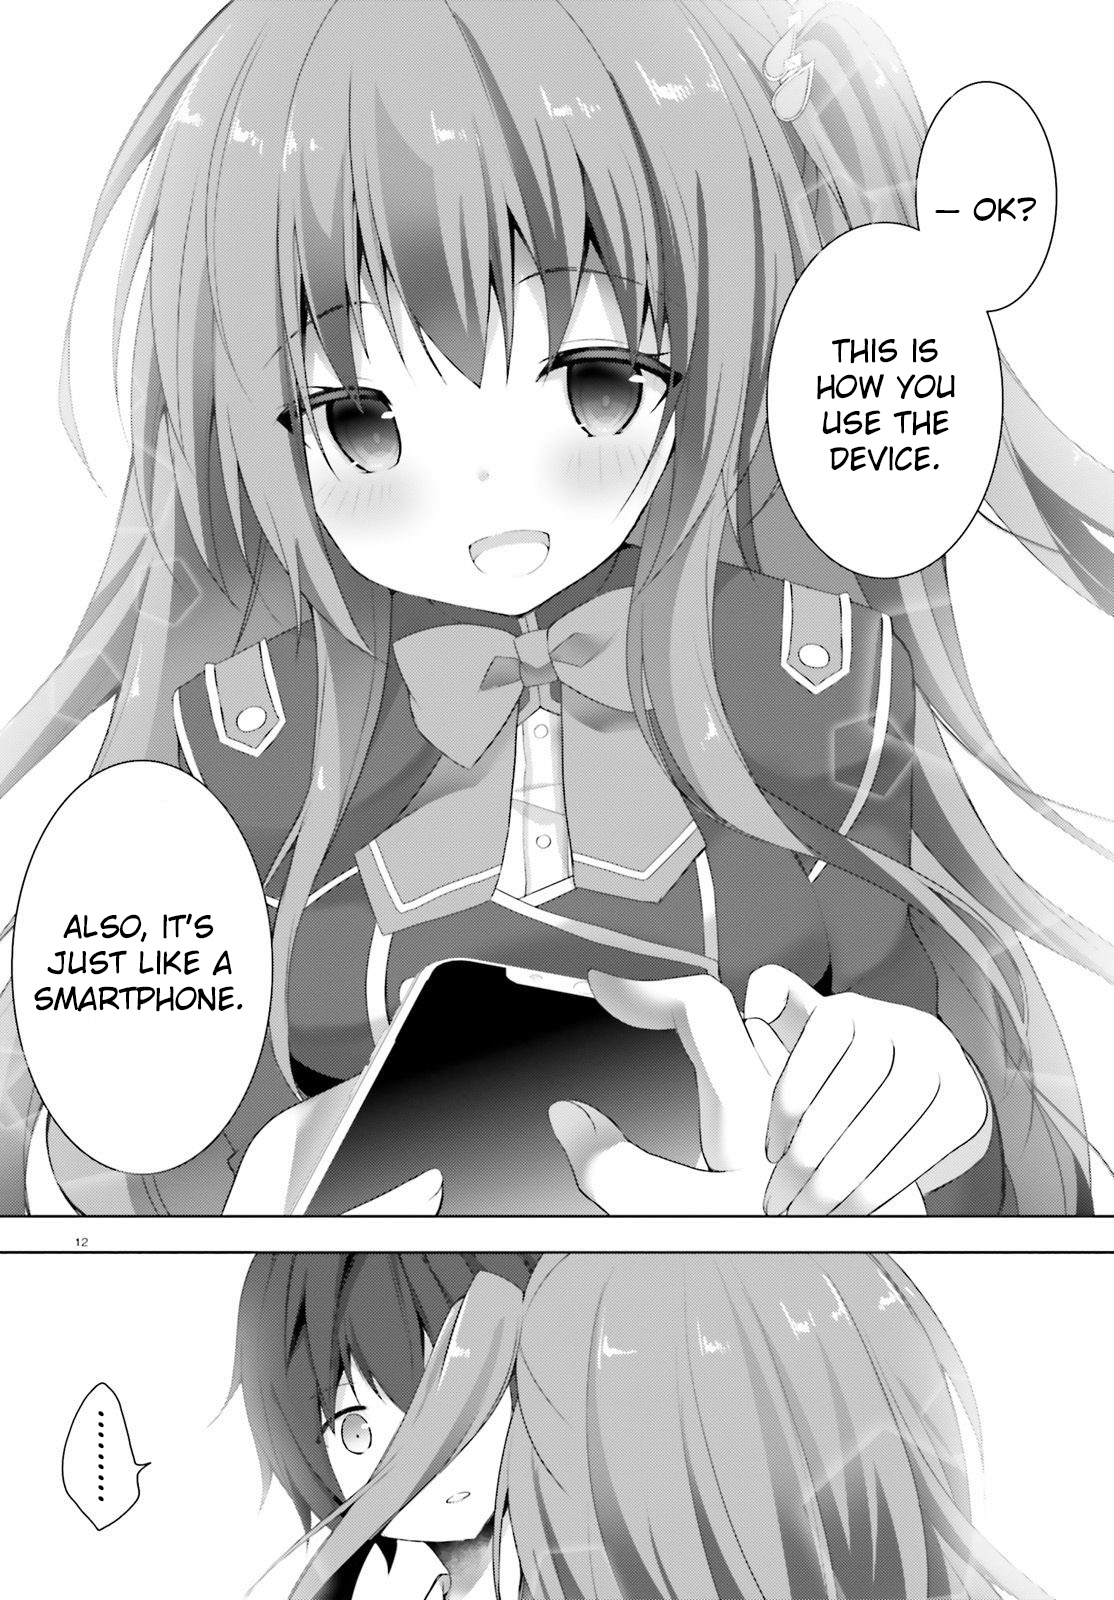 — OK?
THIS IS
HOW YOU
USE THE
DEVICE.
ALSO, IT'S
JUST LIKE A
SMARTPHONE.
12
.........